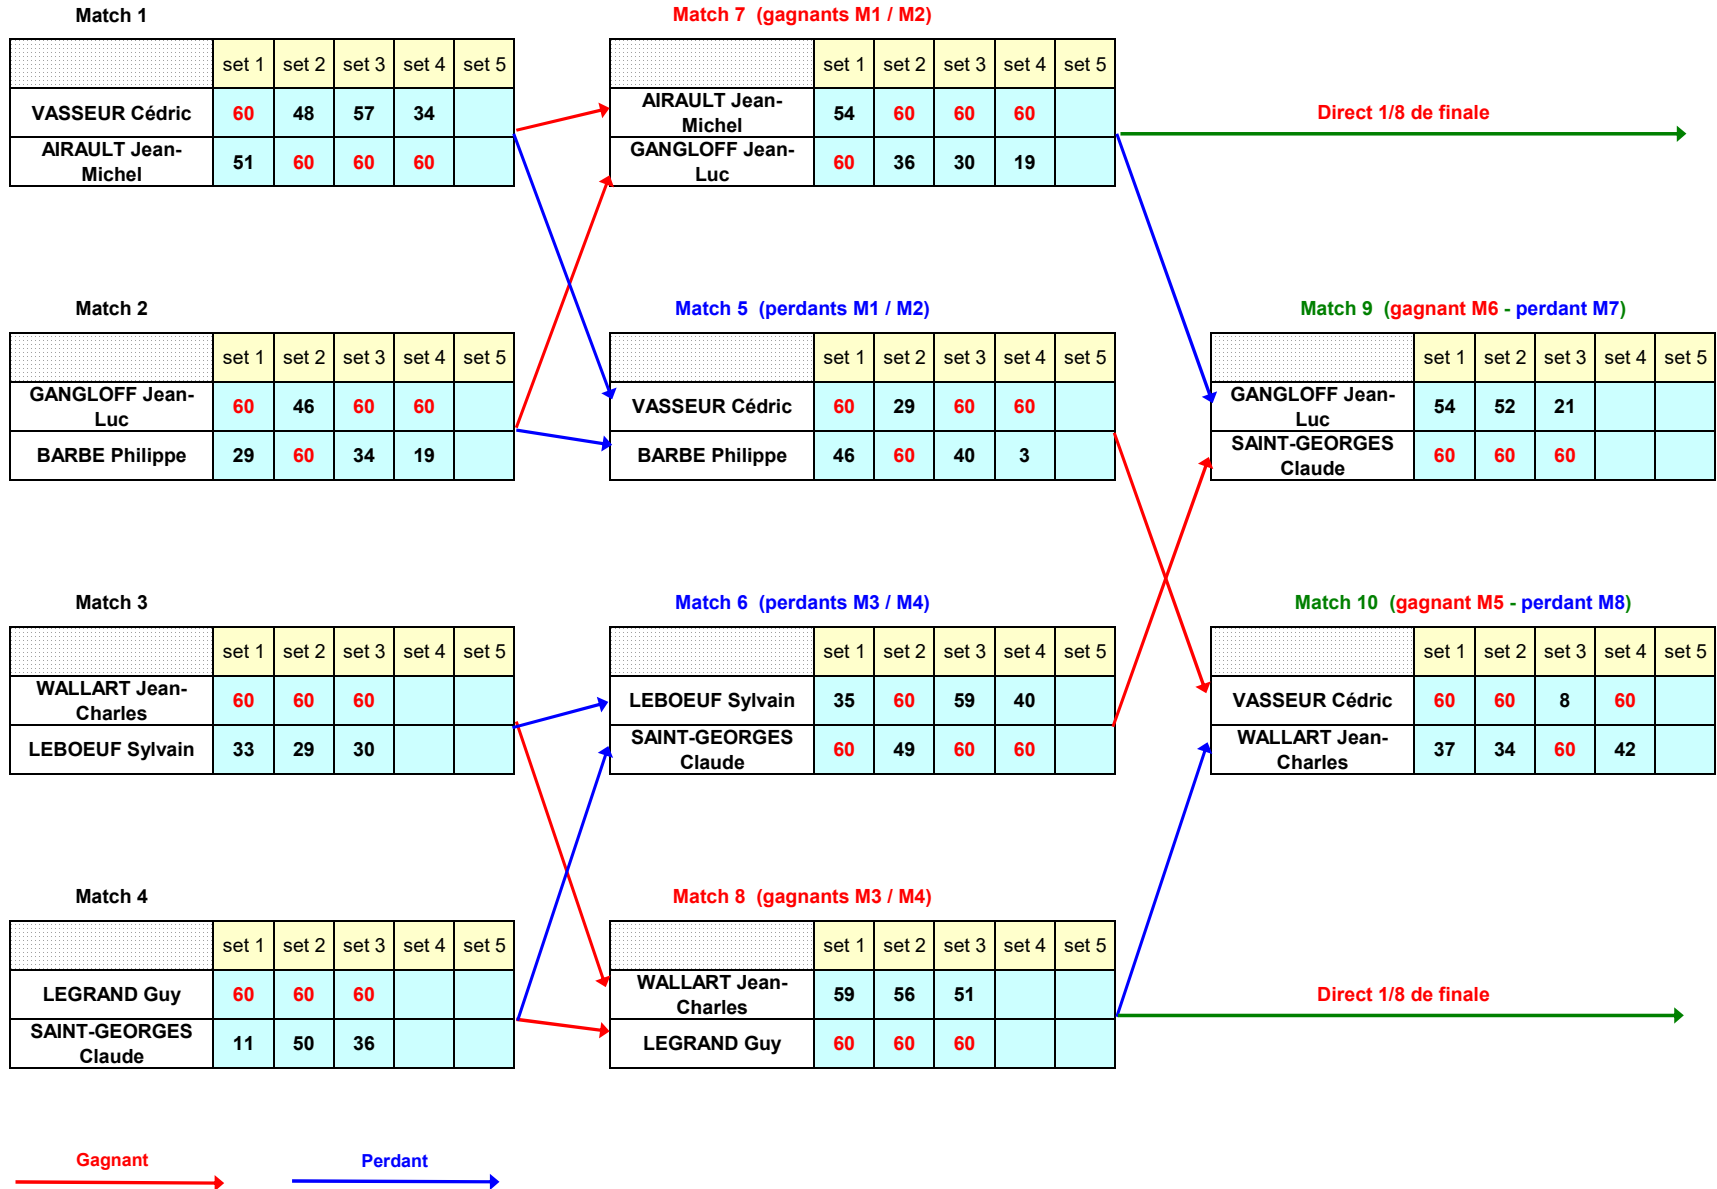 Match 1
set 1 set 2 set 3 set 4 set 5
VASSEUR Cédric 60 48 57 34
AIRAULT Jean-
Michel 51 60 60 60
Match 7 (gagnants M1 / M2)
set 1 set 2 set 3 set 4 set 5
AIRAULT Jean-
Michel 54 60 60 60
GANGLOFF Jean-
Luc 60 36 30 19
Direct 1/8 de finale
Match 2
set 1 set 2 set 3 set 4 set 5
GANGLOFF Jean-
Luc 60 46 60 60
BARBE Philippe 29 60 34 19
Match 5 (perdants M1 / M2)
set 1 set 2 set 3 set 4 set 5
VASSEUR Cédric 60 29 60 60
BARBE Philippe 46 60 40 3
Match 9 (gagnant M6 - perdant M7)
set 1 set 2 set 3 set 4 set 5
GANGLOFF Jean-
Luc 54 52 21
SAINT-GEORGES
Claude 60 60 60
Match 3
set 1 set 2 set 3 set 4 set 5
WALLART Jean-
Charles 60 60 60
LEBOEUF Sylvain 33 29 30
Match 6 (perdants M3 / M4)
set 1 set 2 set 3 set 4 set 5
LEBOEUF Sylvain 35 60 59 40
SAINT-GEORGES
Claude 60 49 60 60
Match 10 (gagnant M5 - perdant M8)
set 1 set 2 set 3 set 4 set 5
VASSEUR Cédric 60 60 8 60
WALLART Jean-
Charles 37 34 60 42
Match 4
set 1 set 2 set 3 set 4 set 5
LEGRAND Guy 60 60 60
SAINT-GEORGES
Claude 11 50 36
Match 8 (gagnants M3 / M4)
set 1 set 2 set 3 set 4 set 5
WALLART Jean-
Charles 59 56 51
LEGRAND Guy 60 60 60
Direct 1/8 de finale
Gagnant
Perdant